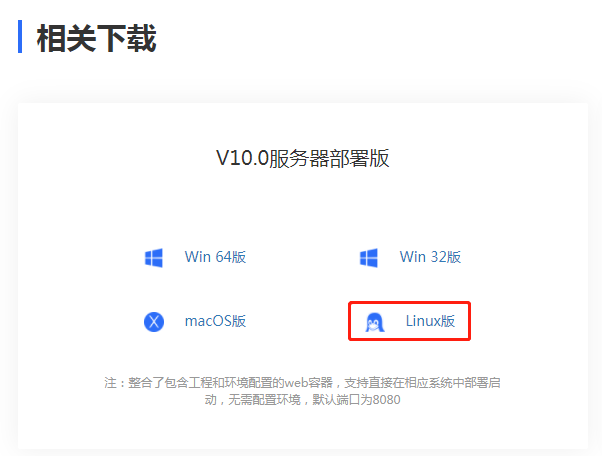 相关下载
V10.0服务器部署版
Win 64版
Win 32版
macOS版
Linux版
注：整合了包含工程和环境配置的web容器，支持直接在相应系统中部署启
动，无需配置环境，默认端口为8080